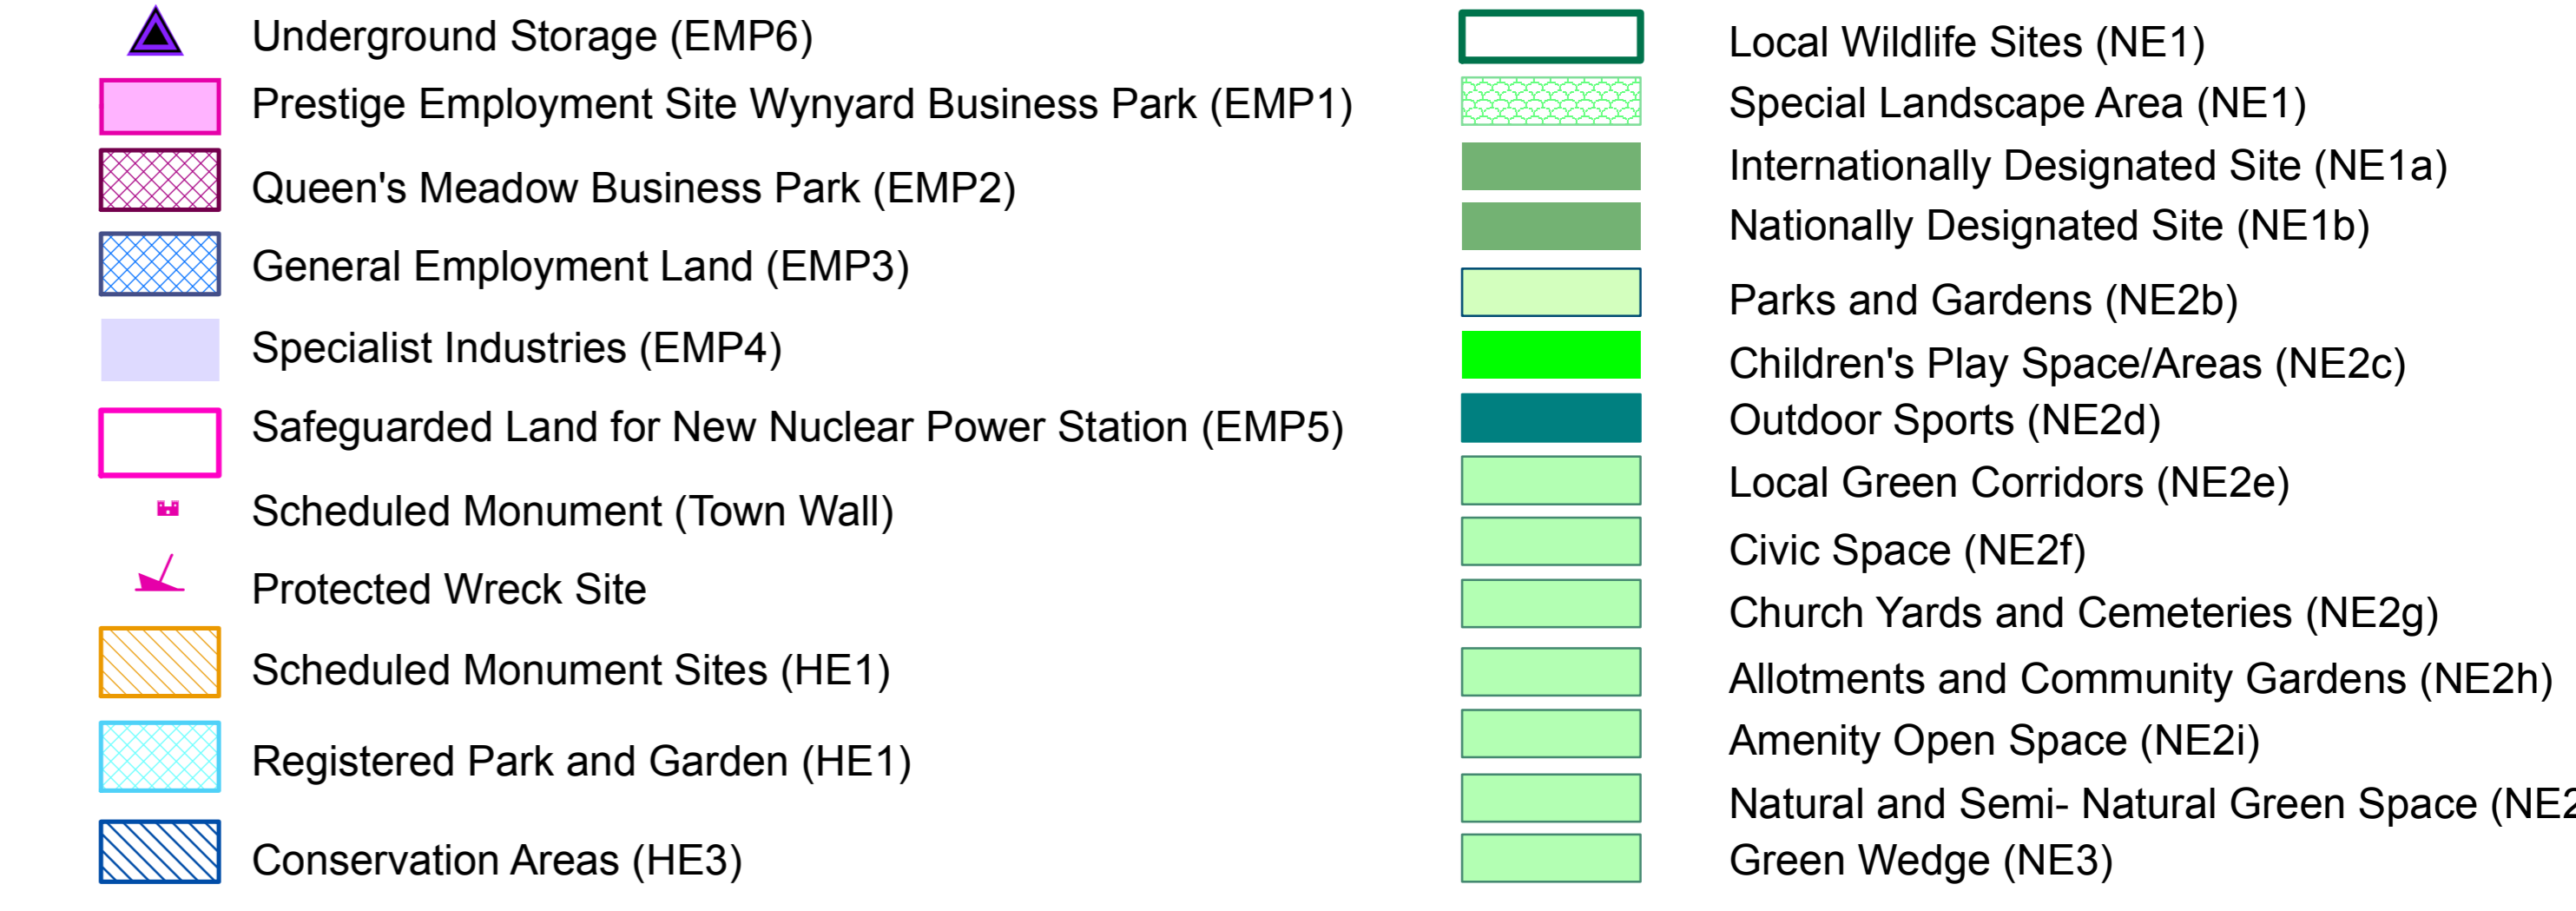 Underground Storage (EMP6)
Prestige Employment Site Wynyard Business Park (EMP1)
Queen's Meadow Business Park (EMP2)
General Employment Land (EMP3)
Specialist Industries (EMP4)
Safeguarded Land for New Nuclear Power Station (EMP5)
Scheduled Monument (Town Wall)
Protected Wreck Site
Scheduled Monument Sites (HE1)
Registered Park and Garden (HE1)
Conservation Areas (HE3)
Local Wildlife Sites (NE1)
Special Landscape Area (NE1)
Internationally Designated Site (NE1a)
Nationally Designated Site (NE1b)
Parks and Gardens (NE2b)
Children's Play Space/Areas (NE2c)
Outdoor Sports (NE2d)
Local Green Corridors (NE2e)
Civic Space (NE2f)
Church Yards and Cemeteries (NE2g)
Allotments and Community Gardens (NE2h)
Amenity Open Space (NE2i)
Natural and Semi- Natural Green Space (NE2
Green Wedge (NE3)